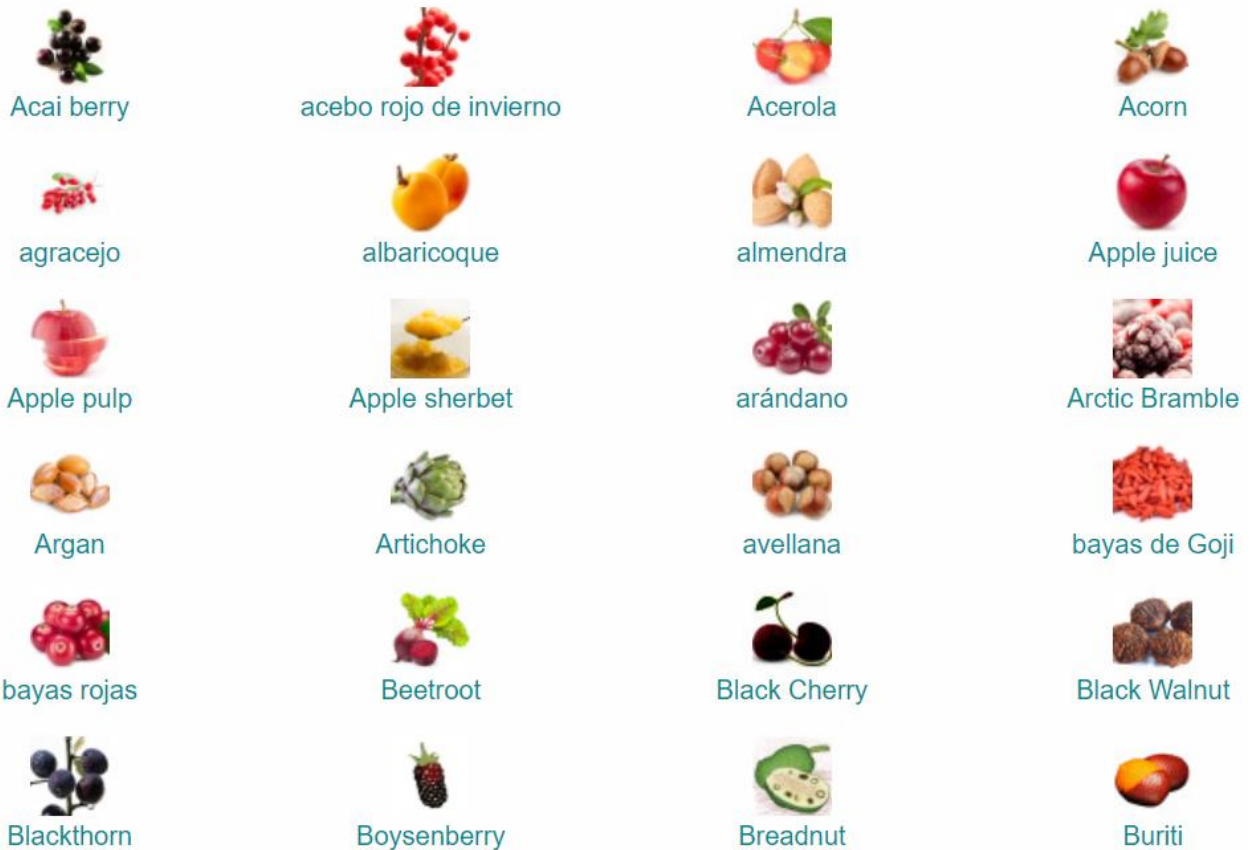 Acai berry
acebo rojo de invierno
Acerola
Acorn
agracejo
albaricoque
almendra
Apple juice
Apple pulp
Apple sherbet
arándano
Arctic Bramble
Argan
Artichoke
avellana
bayas de Goji
bayas rojas
Beetroot
Black Cherry
Black Walnut
Blackthorn
Boysenberry
Breadnut
Buriti